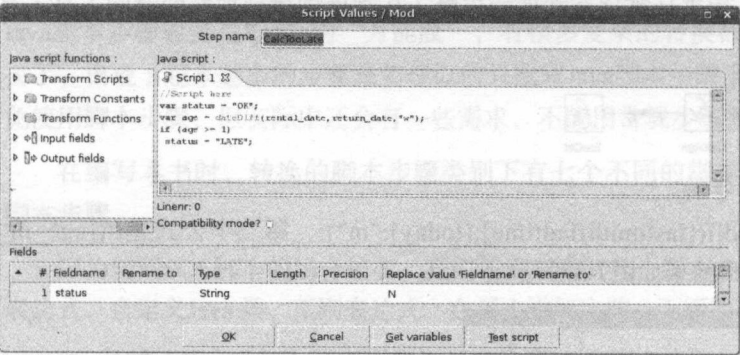 Script Values / Mod
Step name CalcTooLate
Java script functions :
Java script :
Transform Scripts
Transform Constants
Transform Functions
Input fields
Output fields
Script 1
//Script here
var status = "OK";
var age = dateDiff(rental_date,return_date,"w");
if (age >= 1)
status = "LATE";
Linenr: 0
Compatibility mode?
Fields
# Fieldname Rename to Type Length Precision Replace value 'Fieldname' or 'Rename to'
1 status String N
OK Cancel Get variables Test script